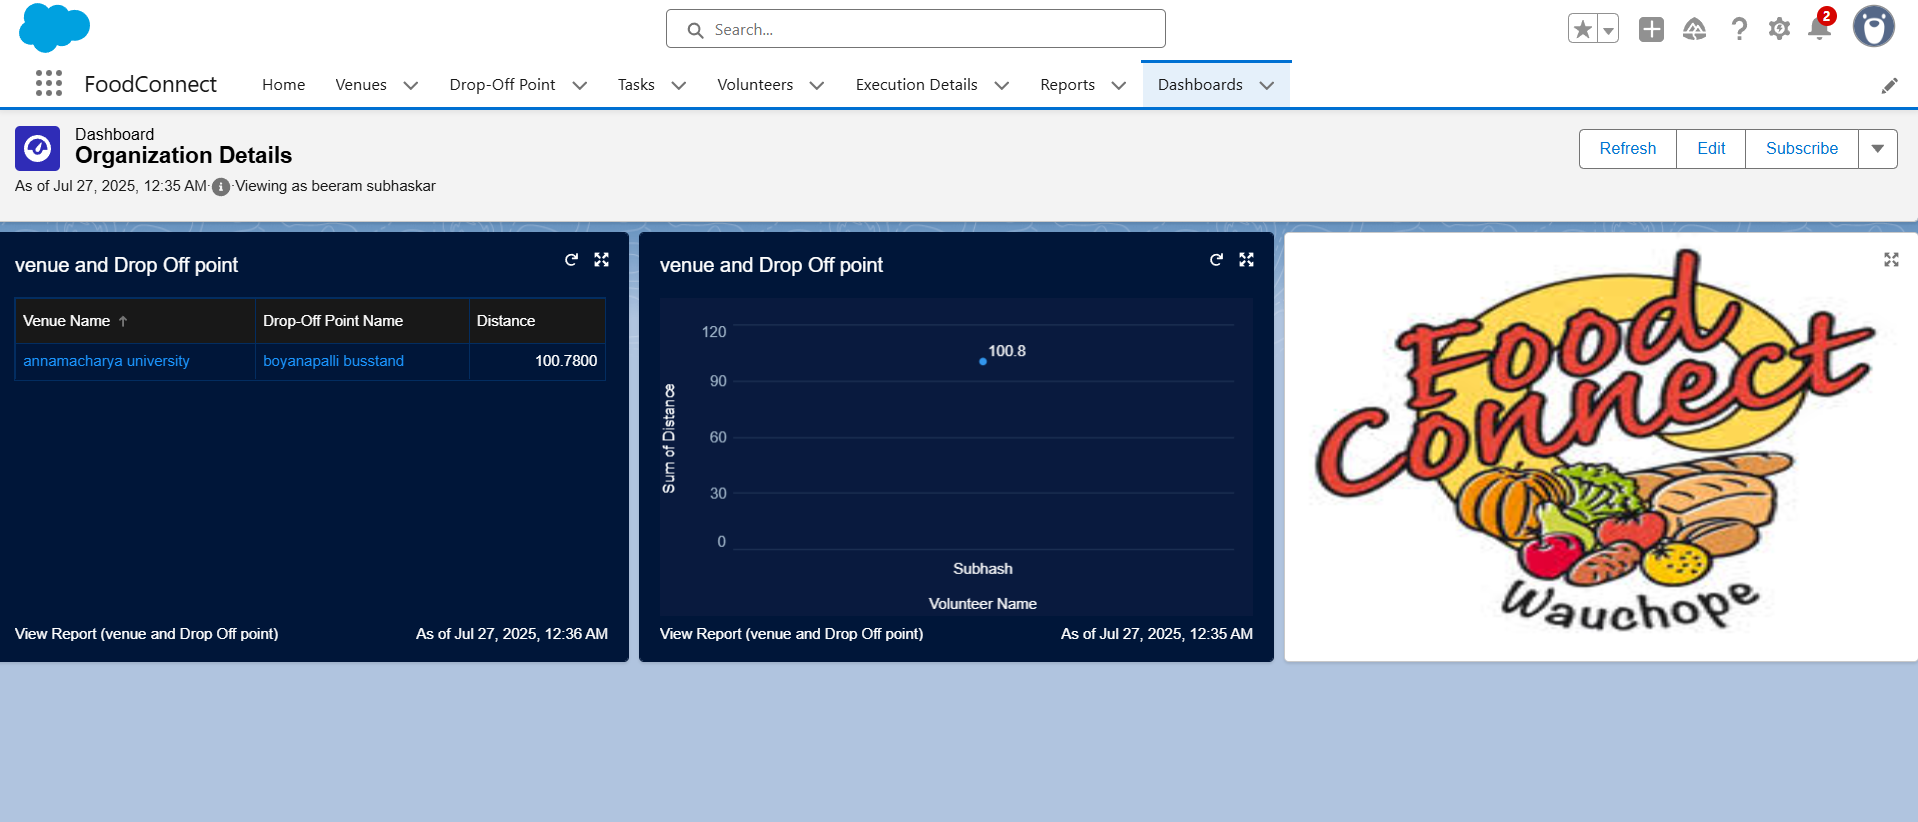 Search...
2
FoodConnect
Home
Venues
Drop-Off Point
Tasks
Volunteers
Execution Details
Reports
Dashboards
Dashboard
Organization Details
As of Jul 27, 2025, 12:35 AM·Viewing as beeram subhaskar
Refresh
Edit
Subscribe
venue and Drop Off point
Venue Name ↑
Drop-Off Point Name
Distance
annamacharya university
boyanapalli busstand
100.7800
View Report (venue and Drop Off point)
As of Jul 27, 2025, 12:36 AM
venue and Drop Off point
120
90
60
30
0
Sum of Distance
100.8
Subhash
Volunteer Name
View Report (venue and Drop Off point)
As of Jul 27, 2025, 12:35 AM
Food
Connect
Wauchope